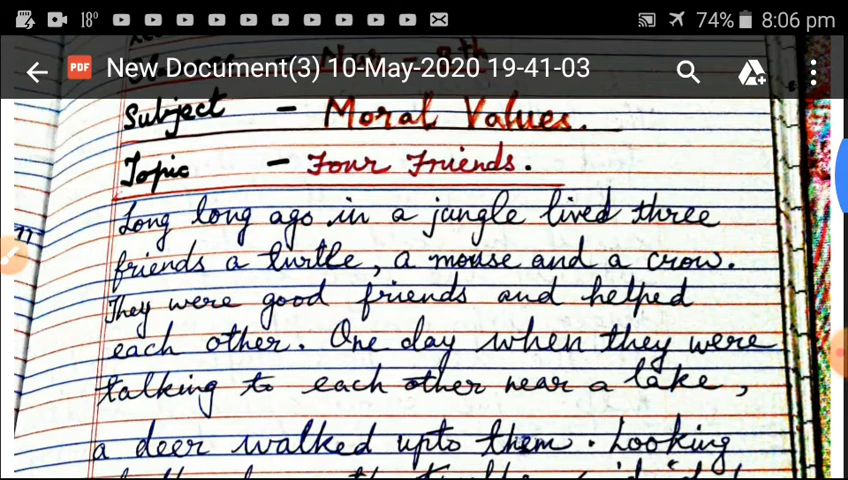 18° 74% 8:06 pm
PDF New Document(3) 10-May-2020 19-41-03
Subject - Moral Values.
Topic - Four Friends.
Long long ago in a jungle lived three
friends a turtle, a mouse and a crow.
They were good friends and helped
each other. One day when they were
talking to each other near a lake,
a deer walked upto them. Looking